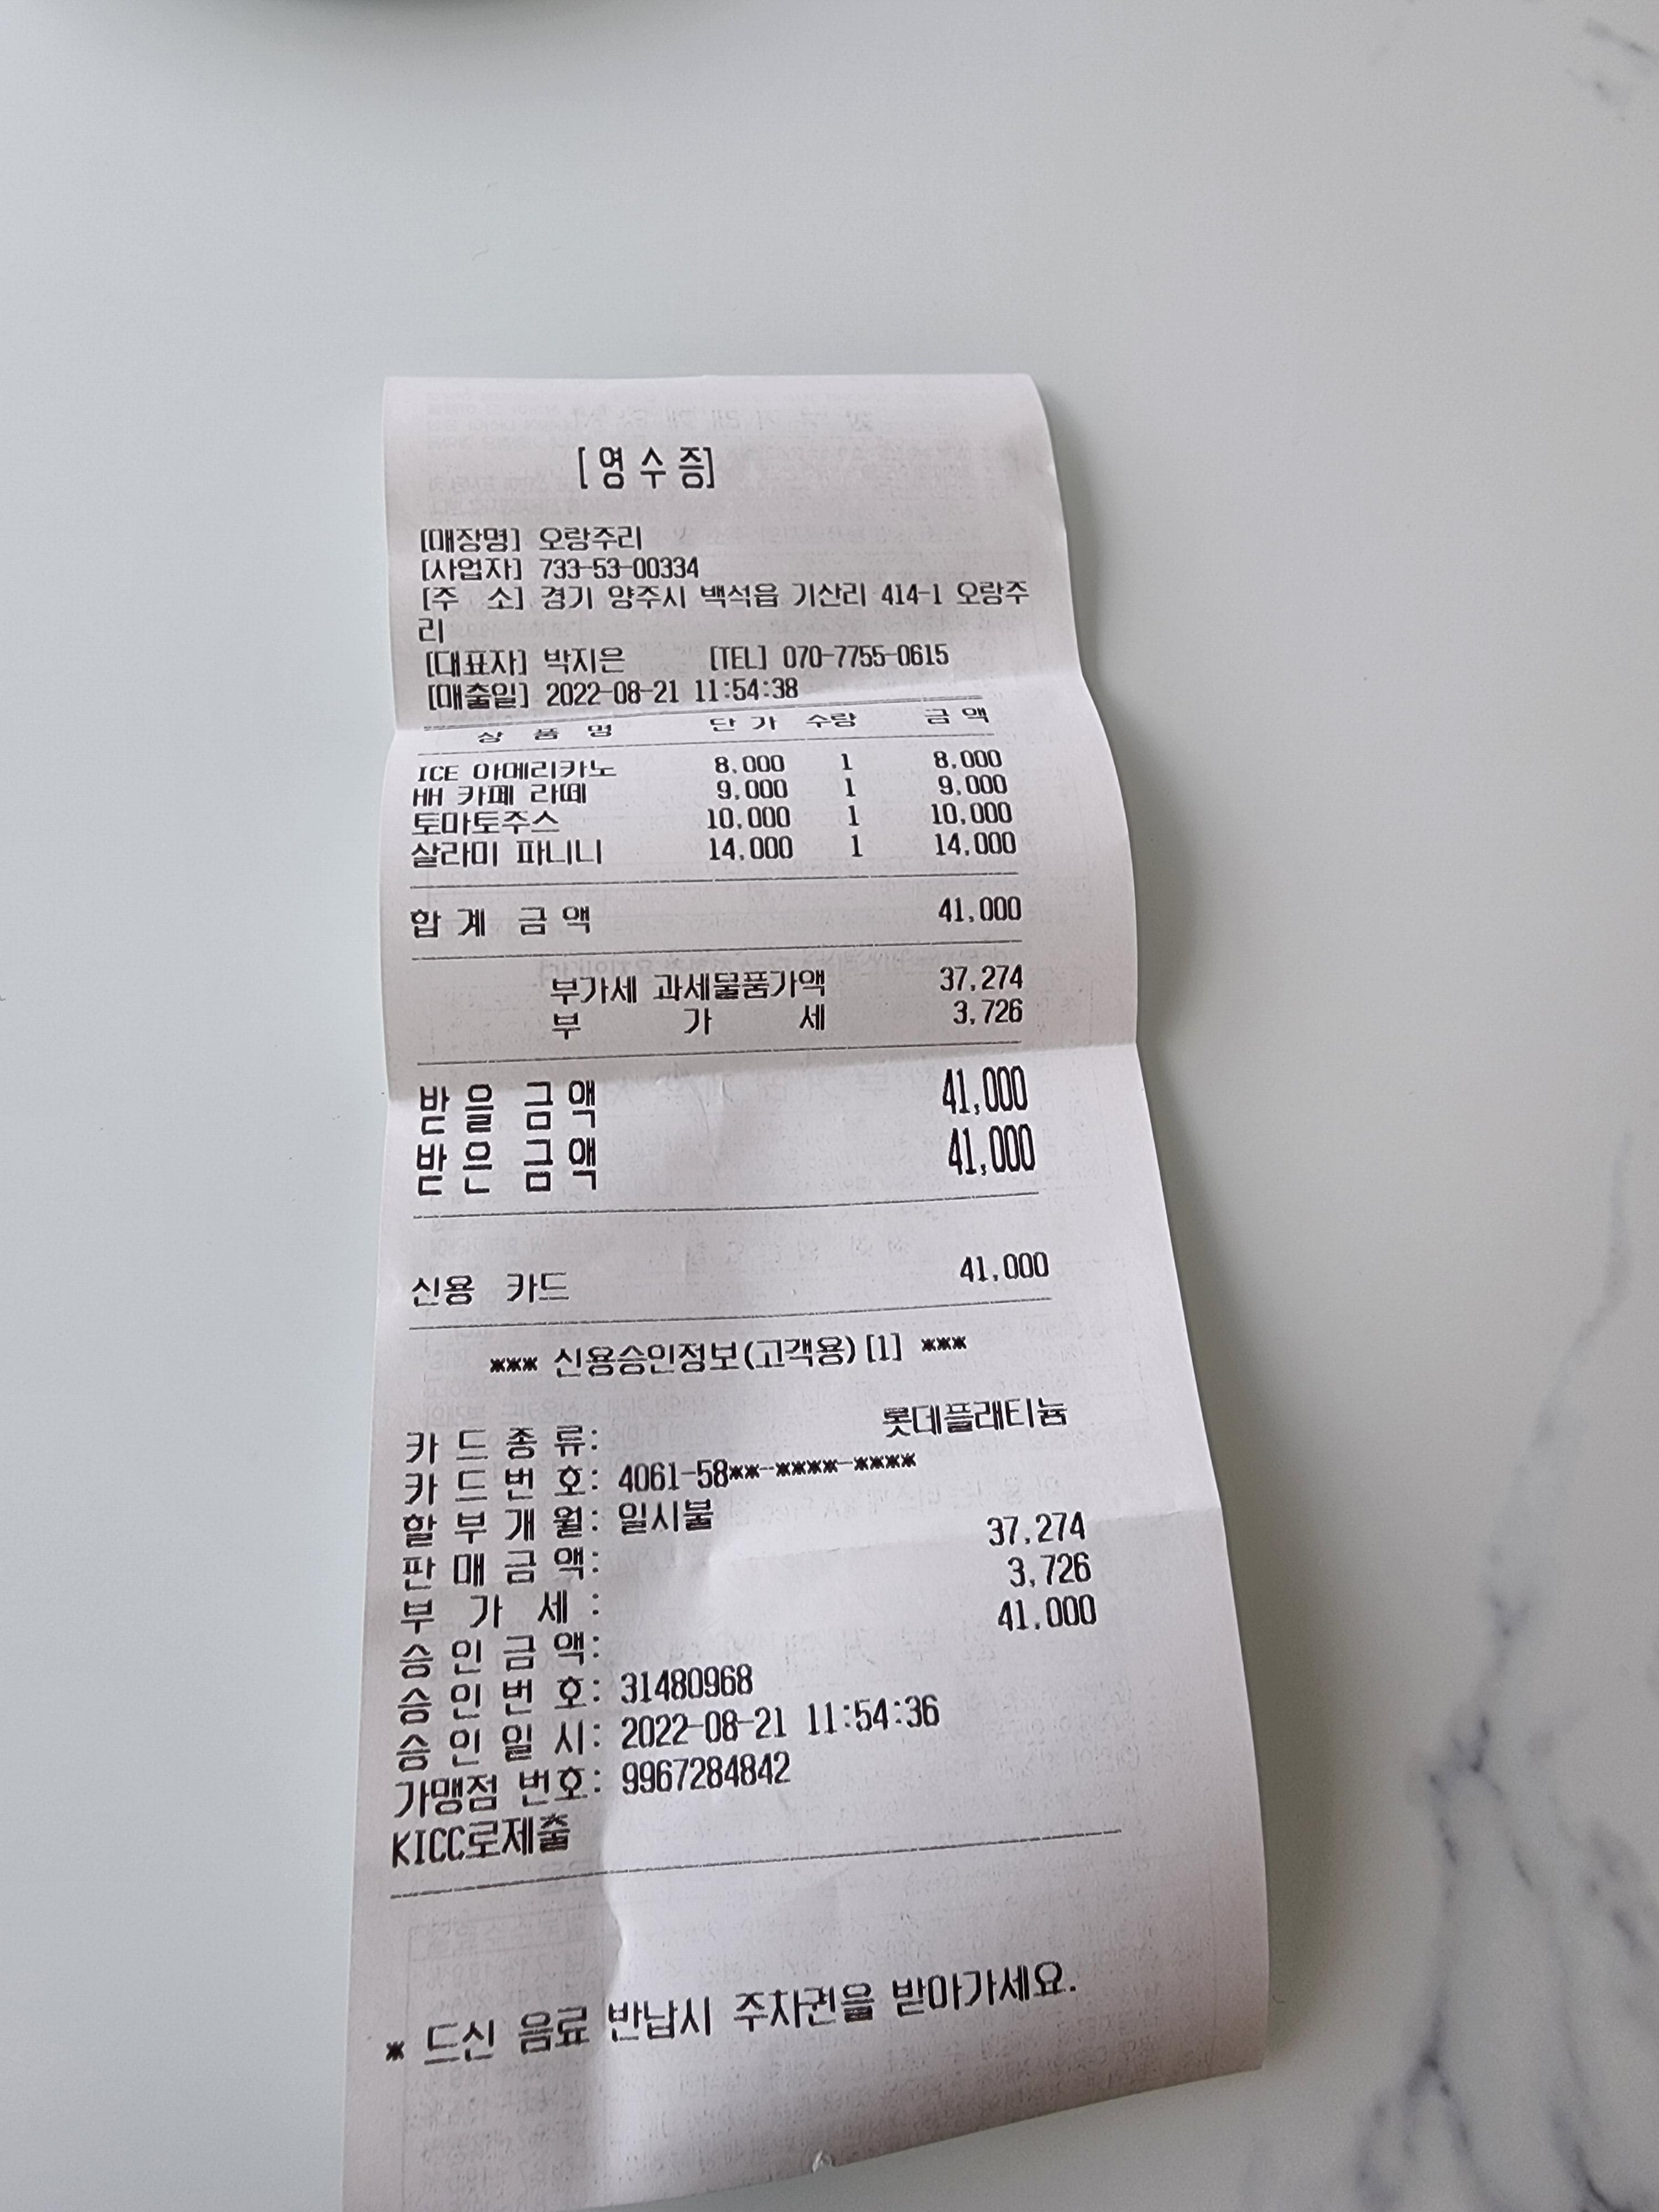 [ 영 수 증]
[매장명] 오랑주리
[사업자] 733-53-00334
[주 소] 경기 양주시 백석읍 기산리 414-1 오랑주
리
[대표자] 박지은 [TEL] 070-7755-0615
[매출일] 2022-08-21 11:54:38
상 품 명 단 가 수량 금 액
ICE 아메리카노 8,000 1 8,000
HH 카페 라떼 9,000 1 9,000
토마토주스 10,000 1 10,000
살라미 파니니 14,000 1 14,000
합 계 금 액 41,000
부가세 과세물품가액 37,274
부 가 세 3,726
받 을 금 액 41,000
받 은 금 액 41,000
신용 카드 41,000
*** 신용승인정보(고객용) [1] ***
카 드 종 류: 롯데플래티늄
카 드 번 호: 4061-58**-****-****
할 부 개 월: 일시불
판 매 금 액: 37,274
부 가 세 : 3,726
승 인 금 액: 41,000
승 인 번 호: 31480968
승 인 일 시: 2022-08-21 11:54:36
가맹점 번호: 9967284842
KICC로제출
* 드신 음료 반납시 주차권을 받아가세요.